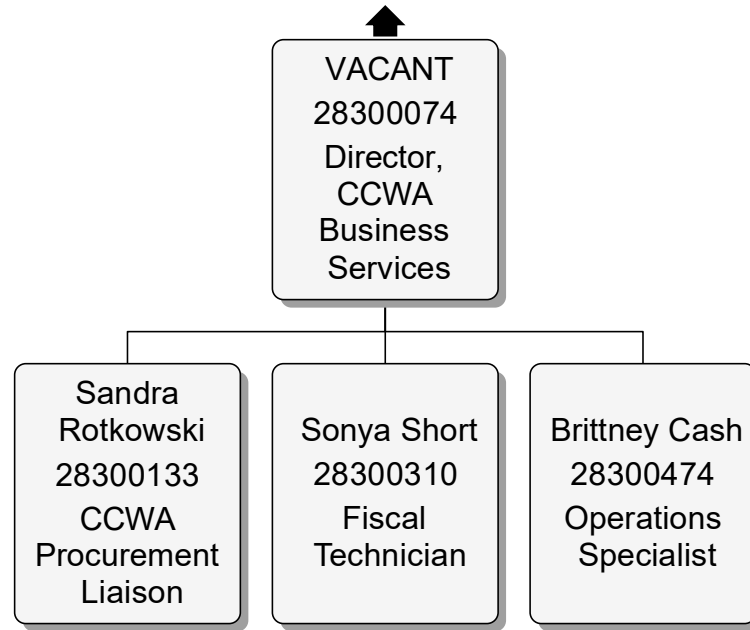 VACANT
28300074
Director,
CCWA
Business
Services
Sandra
Rotkowski
28300133
CCWA
Procurement
Liaison
Sonya Short
28300310
Fiscal
Technician
Brittney Cash
28300474
Operations
Specialist